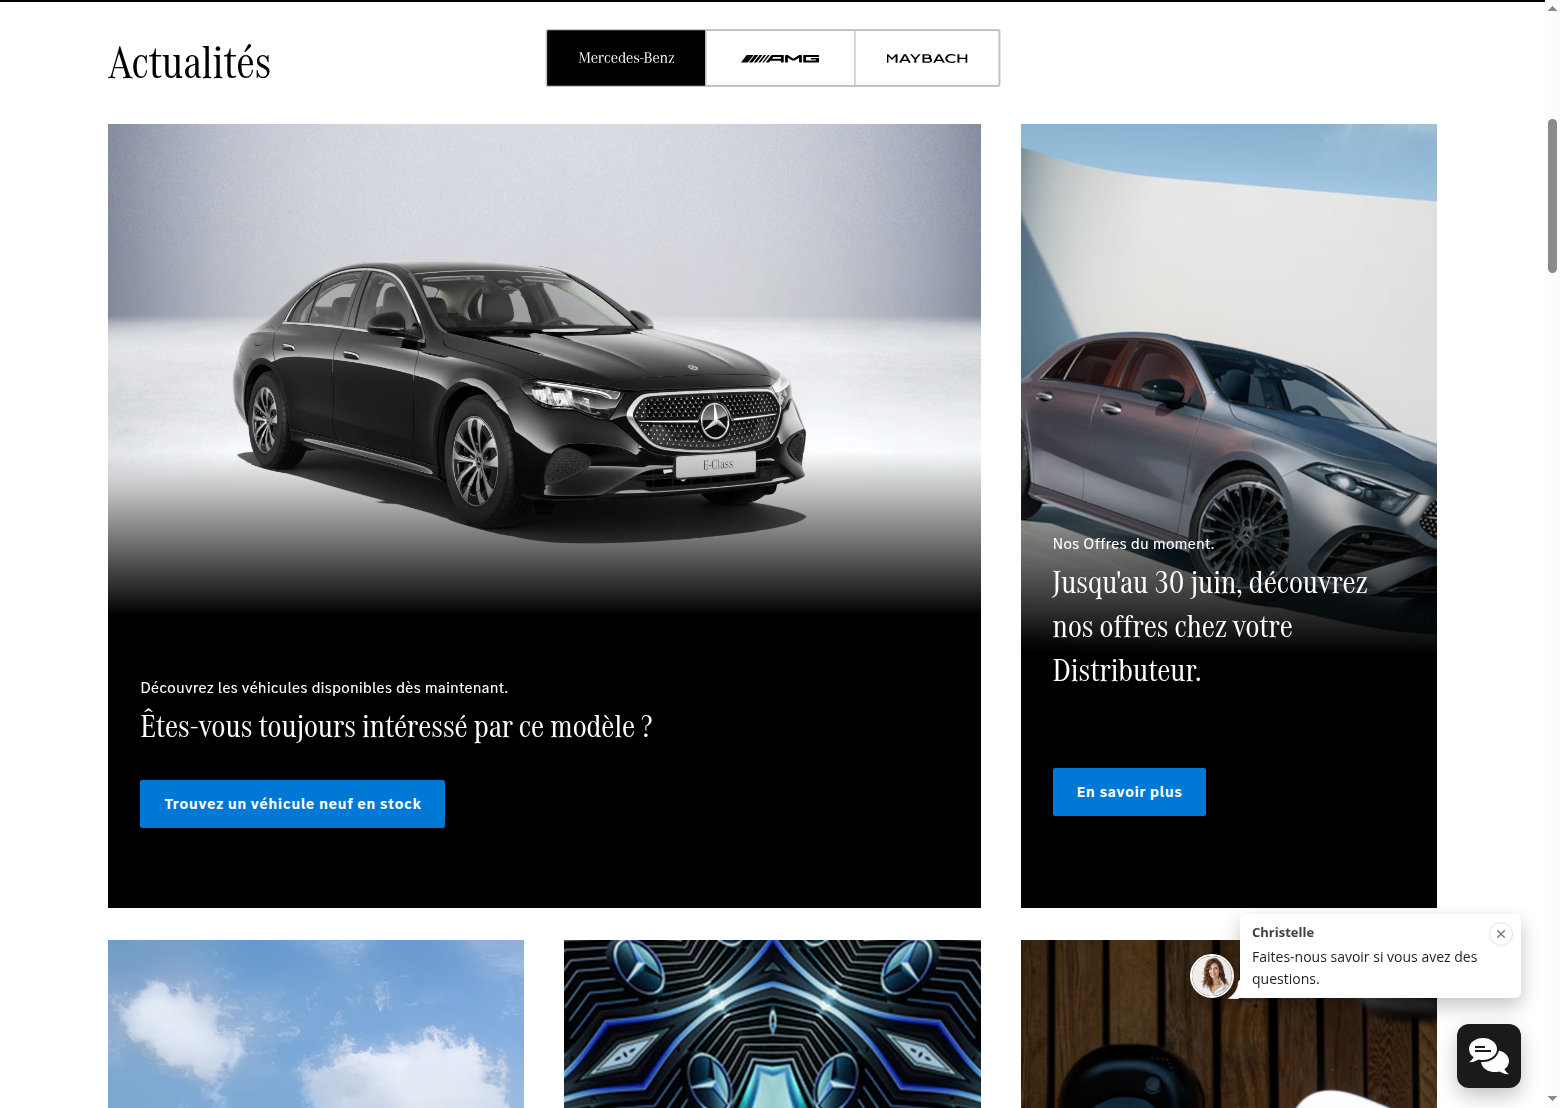 Actualités
Mercedes-Benz
AMG
MAYBACH
E-Class
Découvrez les véhicules disponibles dès maintenant.
Êtes-vous toujours intéressé par ce modèle ?
Trouvez un véhicule neuf en stock
Nos Offres du moment.
Jusqu'au 30 juin, découvrez
nos offres chez votre
Distributeur.
En savoir plus
Christelle
Faites-nous savoir si vous avez des
questions.